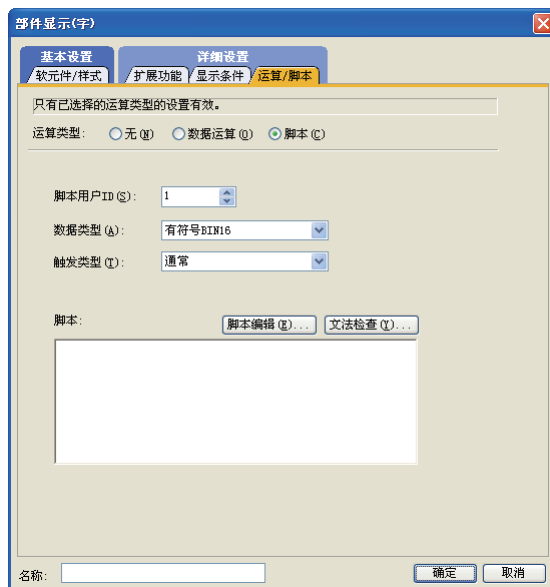 部件显示(字)
基本设置 详细设置
软元件/样式 扩展功能 显示条件 运算/脚本
只有已选择的运算类型的设置有效。
运算类型: 无(N) 数据运算(O) 脚本(C)
脚本用户ID(S): 1
数据类型(A): 有符号BIN16
触发类型(T): 通常
脚本: 脚本编辑(E)... 文法检查(Y)...
名称: 确定 取消